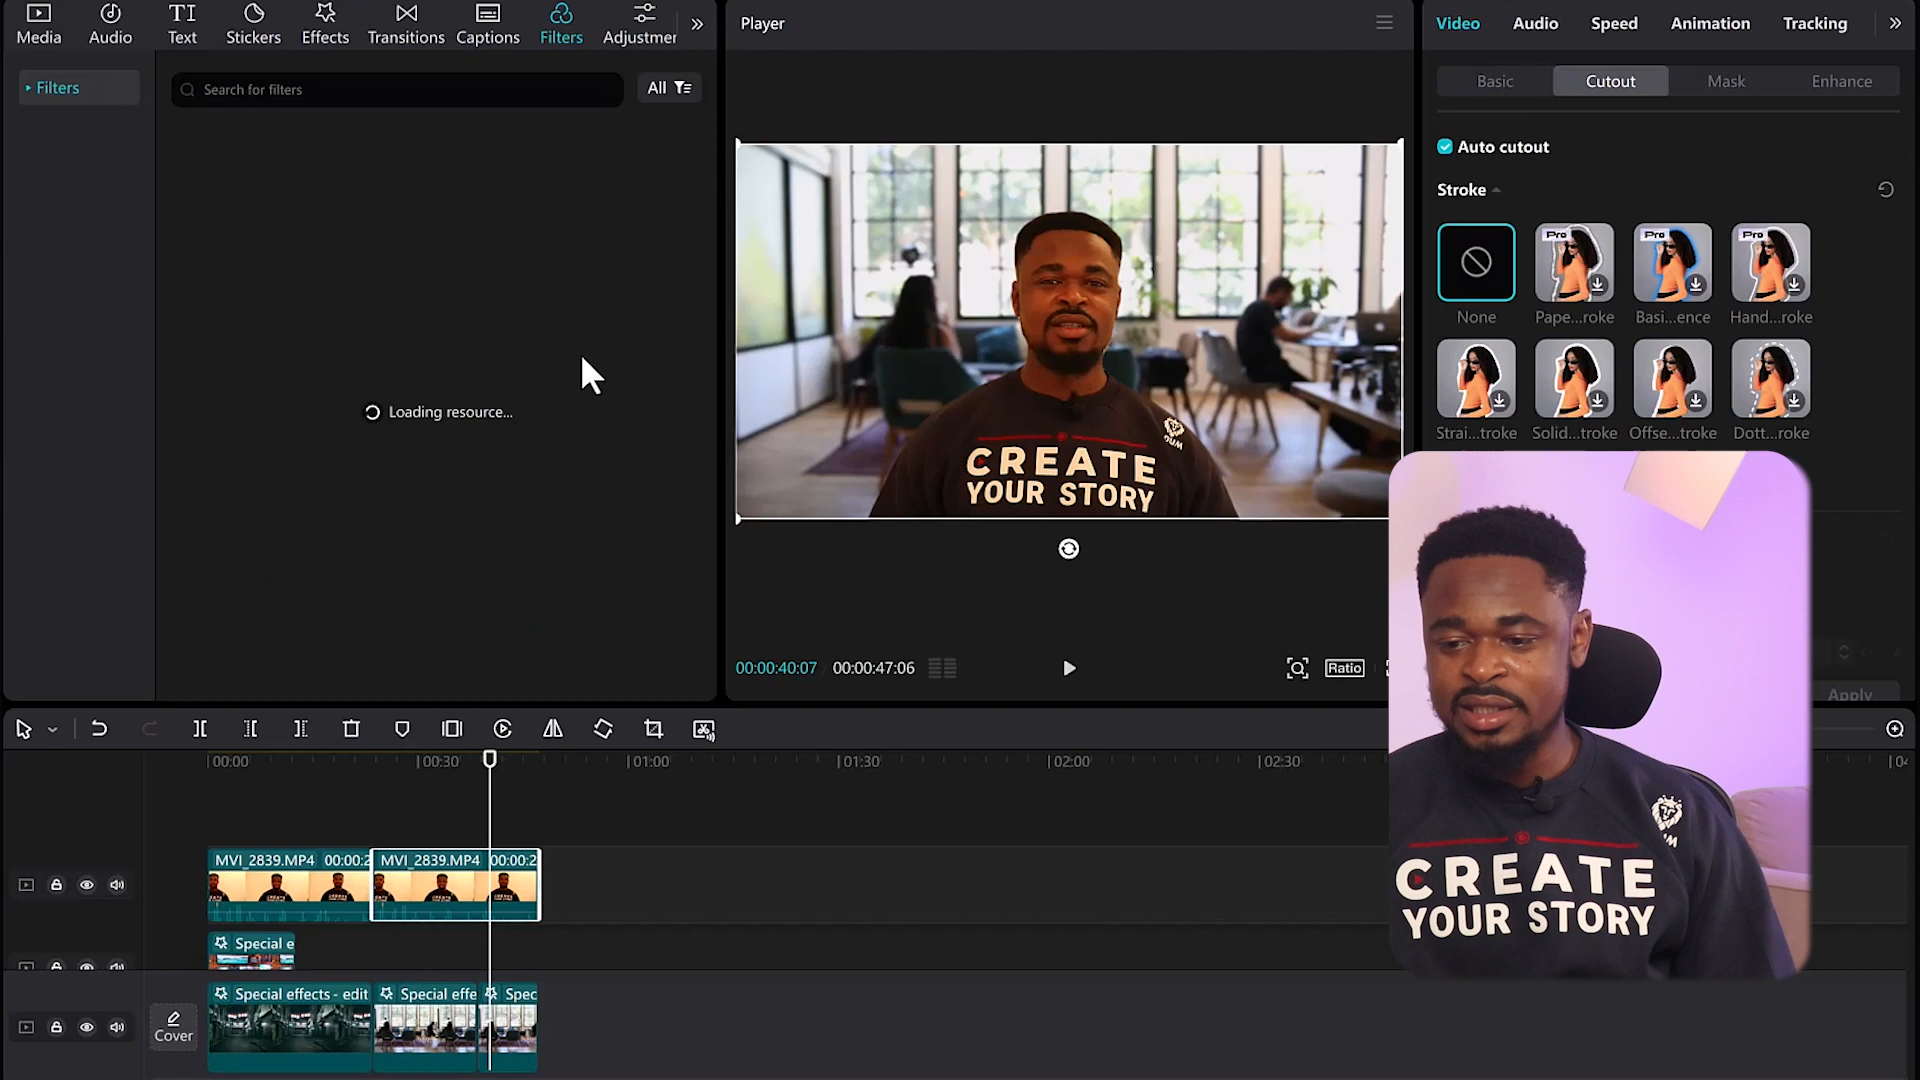 Media
Audio
Text
Stickers
Effects
Transitions
Captions
Filters
Adjustmer
Player
Video
Audio
Speed
Animation
Tracking
Filters
Search for filters
All
Basic
Cutout
Mask
Enhance
Auto cutout
Stroke
Pro
Pro
Pro
None
Pape...roke
Basi...ence
Hand...roke
Strai...troke
Solid...troke
Offse...troke
Dott...roke
Loading resource...
CREATE
YOUR STORY
00:00:40:07
00:00:47:06
Ratio
Apply
CREATE
YOUR STORY
00:00
00:30
01:00
01:30
02:00
02:30
MVI_2839.MP4 00:00:2
MVI_2839.MP4 00:00:2
Special e
Special effects - edit
Special effe
Spec
Cover